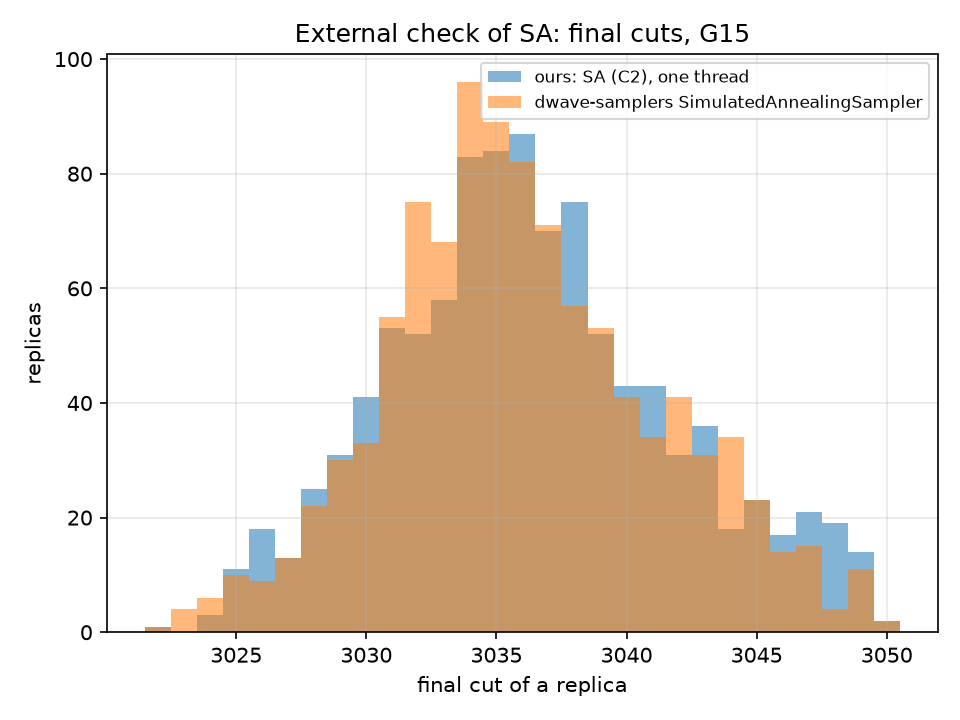 External check of SA: final cuts, G15
ours: SA (C2), one thread
dwave-samplers SimulatedAnnealingSampler
100
80
60
40
20
0
replicas
3025 3030 3035 3040 3045 3050
final cut of a replica